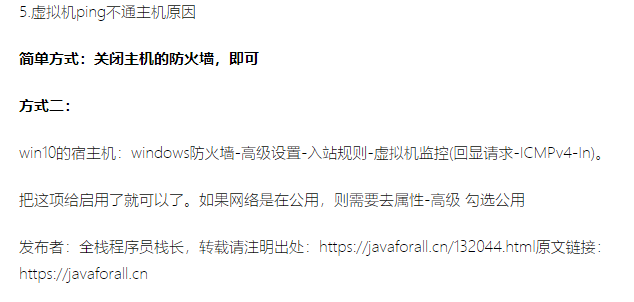 5.虚拟机ping不通主机原因
简单方式：关闭主机的防火墙，即可
方式二：
win10的宿主机：windows防火墙-高级设置-入站规则-虚拟机监控(回显请求-ICMPv4-In)。
把这项给启用了就可以了。如果网络是在公用，则需要去属性-高级 勾选公用
发布者：全栈程序员栈长，转载请注明出处：https://javaforall.cn/132044.html原文链接：
https://javaforall.cn